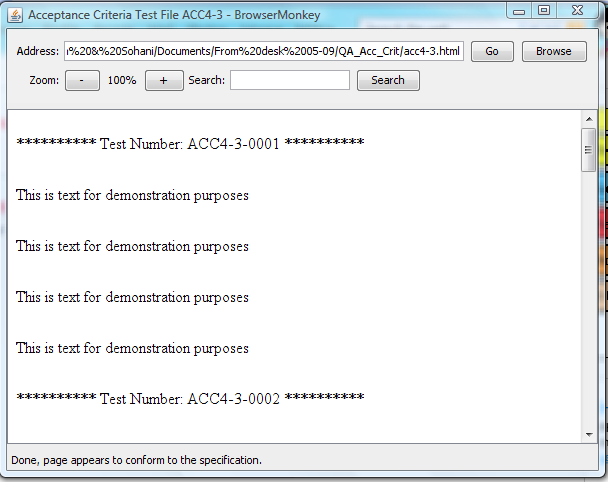 Acceptance Criteria Test File ACC4-3 - BrowserMonkey
Address: %20&%20Sohani/Documents/From%20desk%2005-09/QA_Acc_Crit/acc4-3.html Go Browse
Zoom: - 100% + Search: Search
********** Test Number: ACC4-3-0001 **********
This is text for demonstration purposes
This is text for demonstration purposes
This is text for demonstration purposes
This is text for demonstration purposes
********** Test Number: ACC4-3-0002 **********
Done, page appears to conform to the specification.